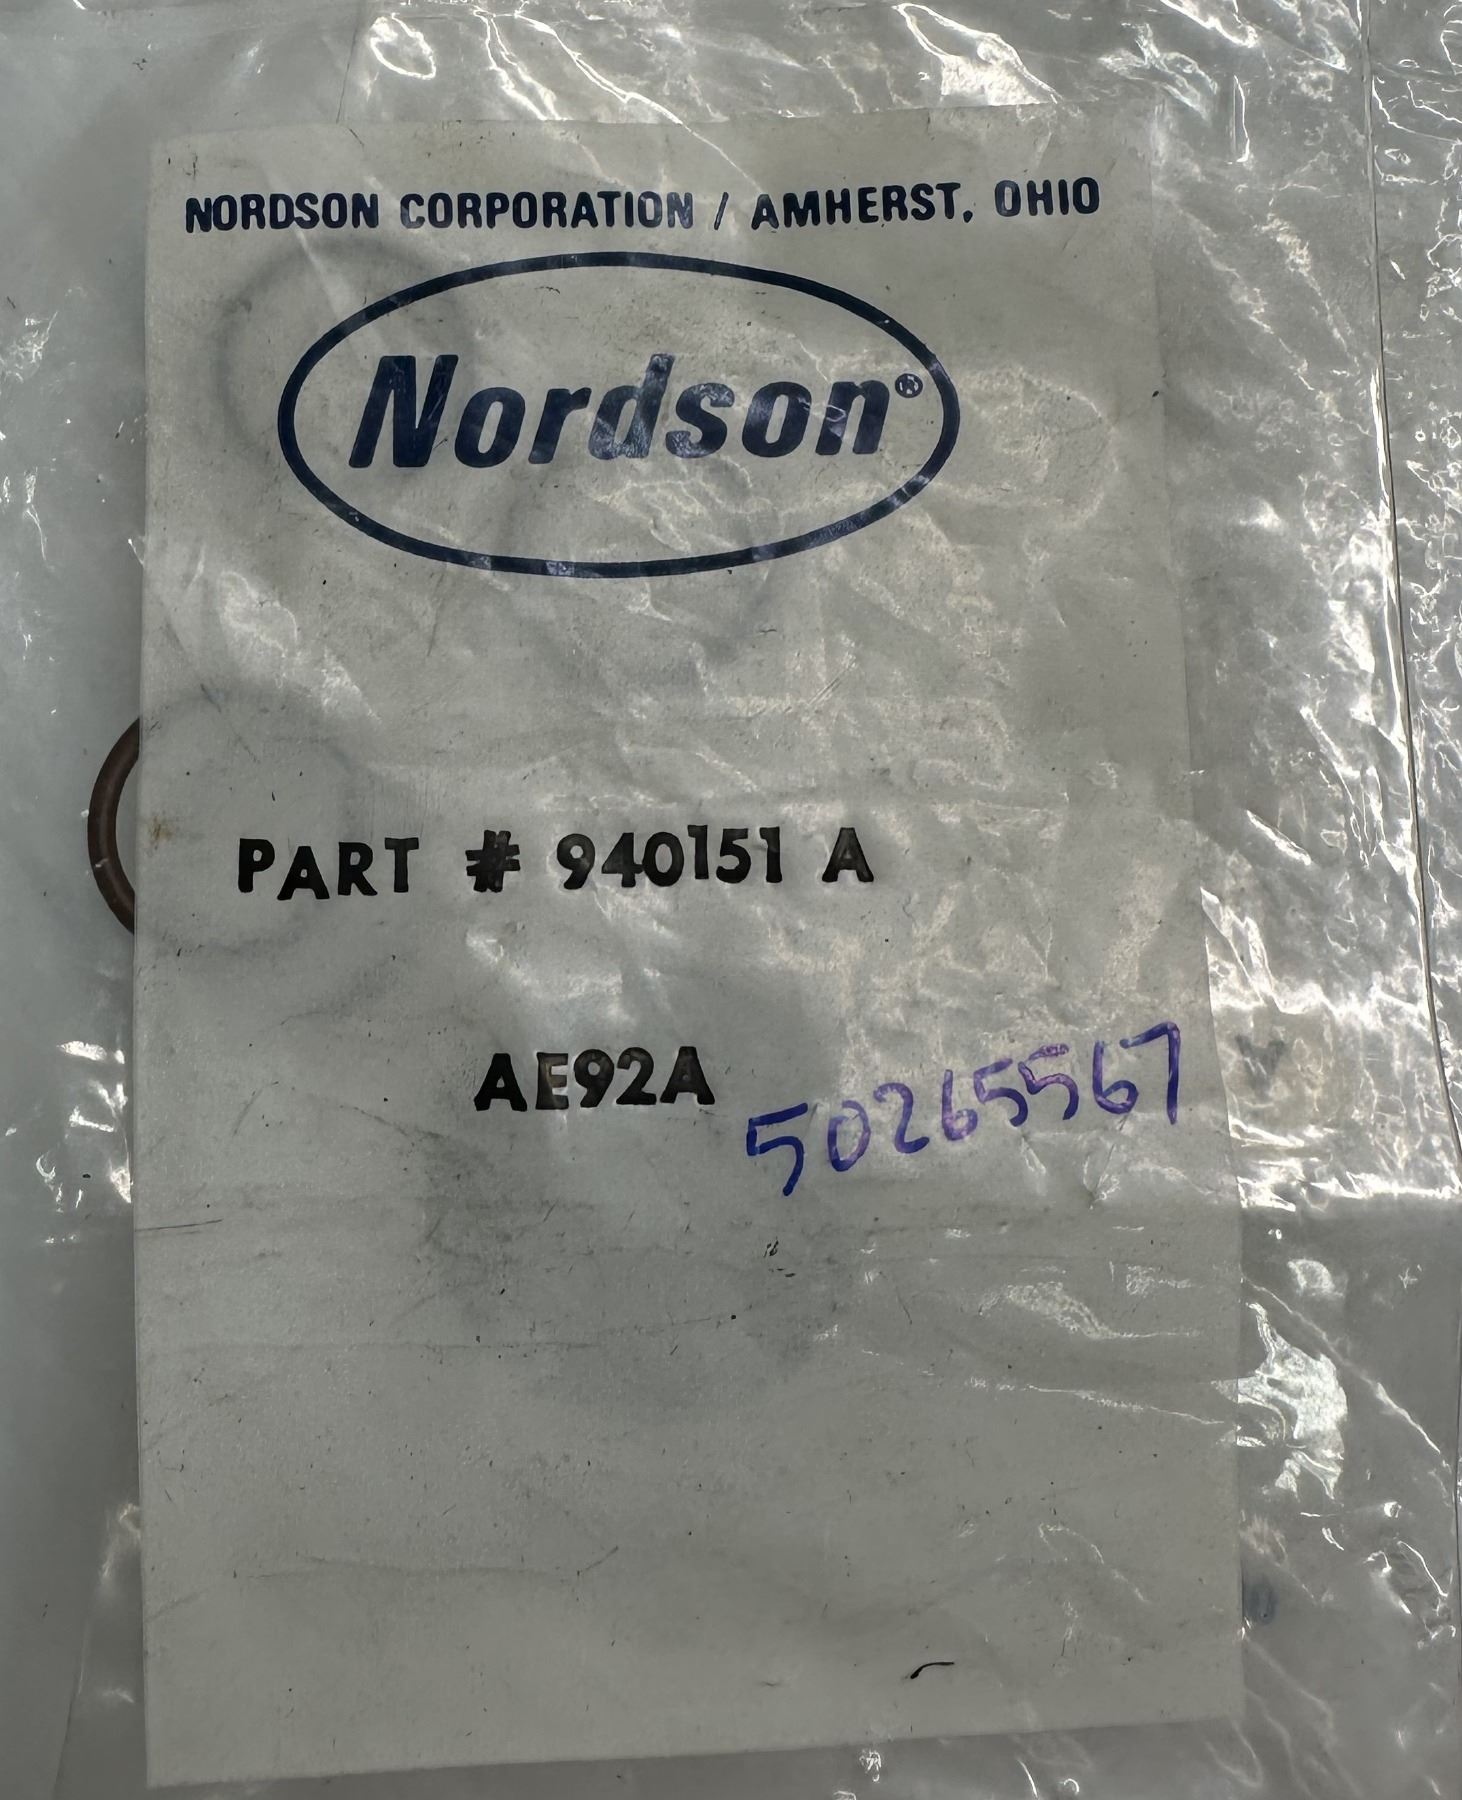 NORDSON CORPORATION / AMHERST, OHIO
Nordson®
PART # 940151 A
AE92A
50265567